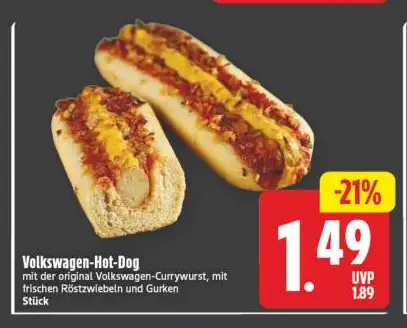 Volkswagen-Hot-Dog
mit der original Volkswagen-Currywurst, mit
frischen Röstzwiebeln und Gurken
Stück
-21%
1.49
UVP
1.89